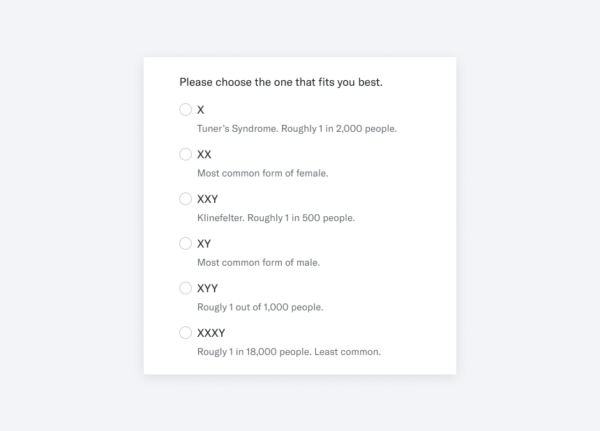 Please choose the one that fits you best.
X
Tuner's Syndrome. Roughly 1 in 2,000 people.
XX
Most common form of female.
XXY
Klinefelter. Roughly 1 in 500 people.
XY
Most common form of male.
XYY
Rougly 1 out of 1,000 people.
XXXY
Rougly 1 in 18,000 people. Least common.